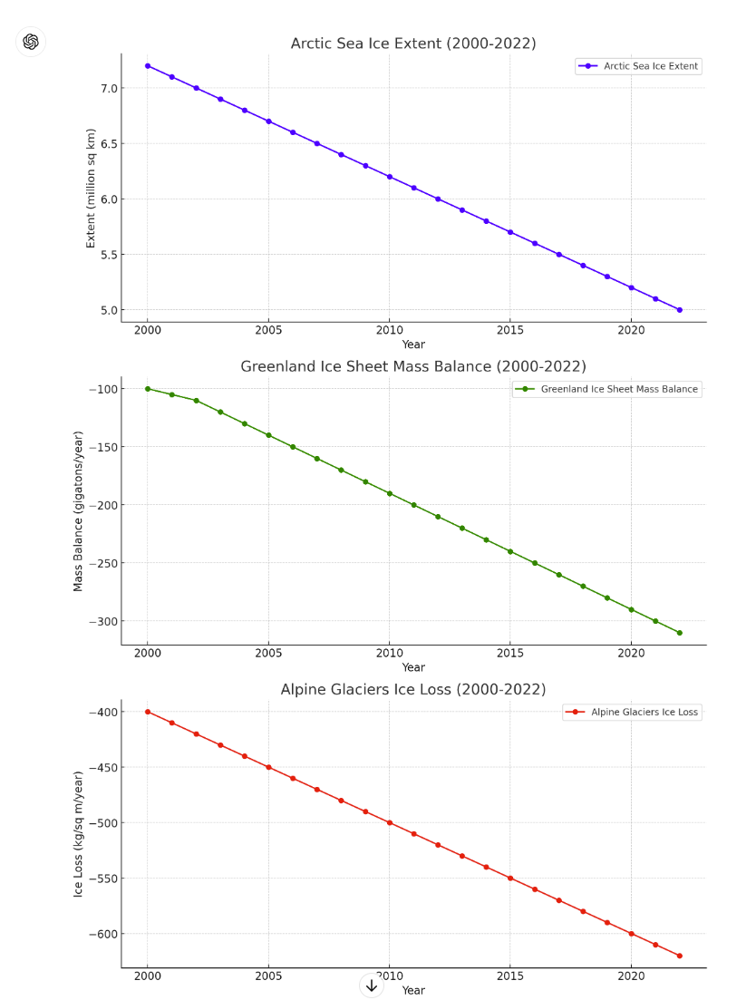 Arctic Sea Ice Extent (2000-2022)
Arctic Sea Ice Extent
7.0
6.5
6.0
5.5
5.0
Extent (million sq km)
2000 2005 2010 2015 2020
Year
Greenland Ice Sheet Mass Balance (2000-2022)
Greenland Ice Sheet Mass Balance
−100
−150
−200
−250
−300
Mass Balance (gigatons/year)
2000 2005 2010 2015 2020
Year
Alpine Glaciers Ice Loss (2000-2022)
Alpine Glaciers Ice Loss
−400
−450
−500
−550
−600
Ice Loss (kg/sq m/year)
2000 2005 2010 2015 2020
Year